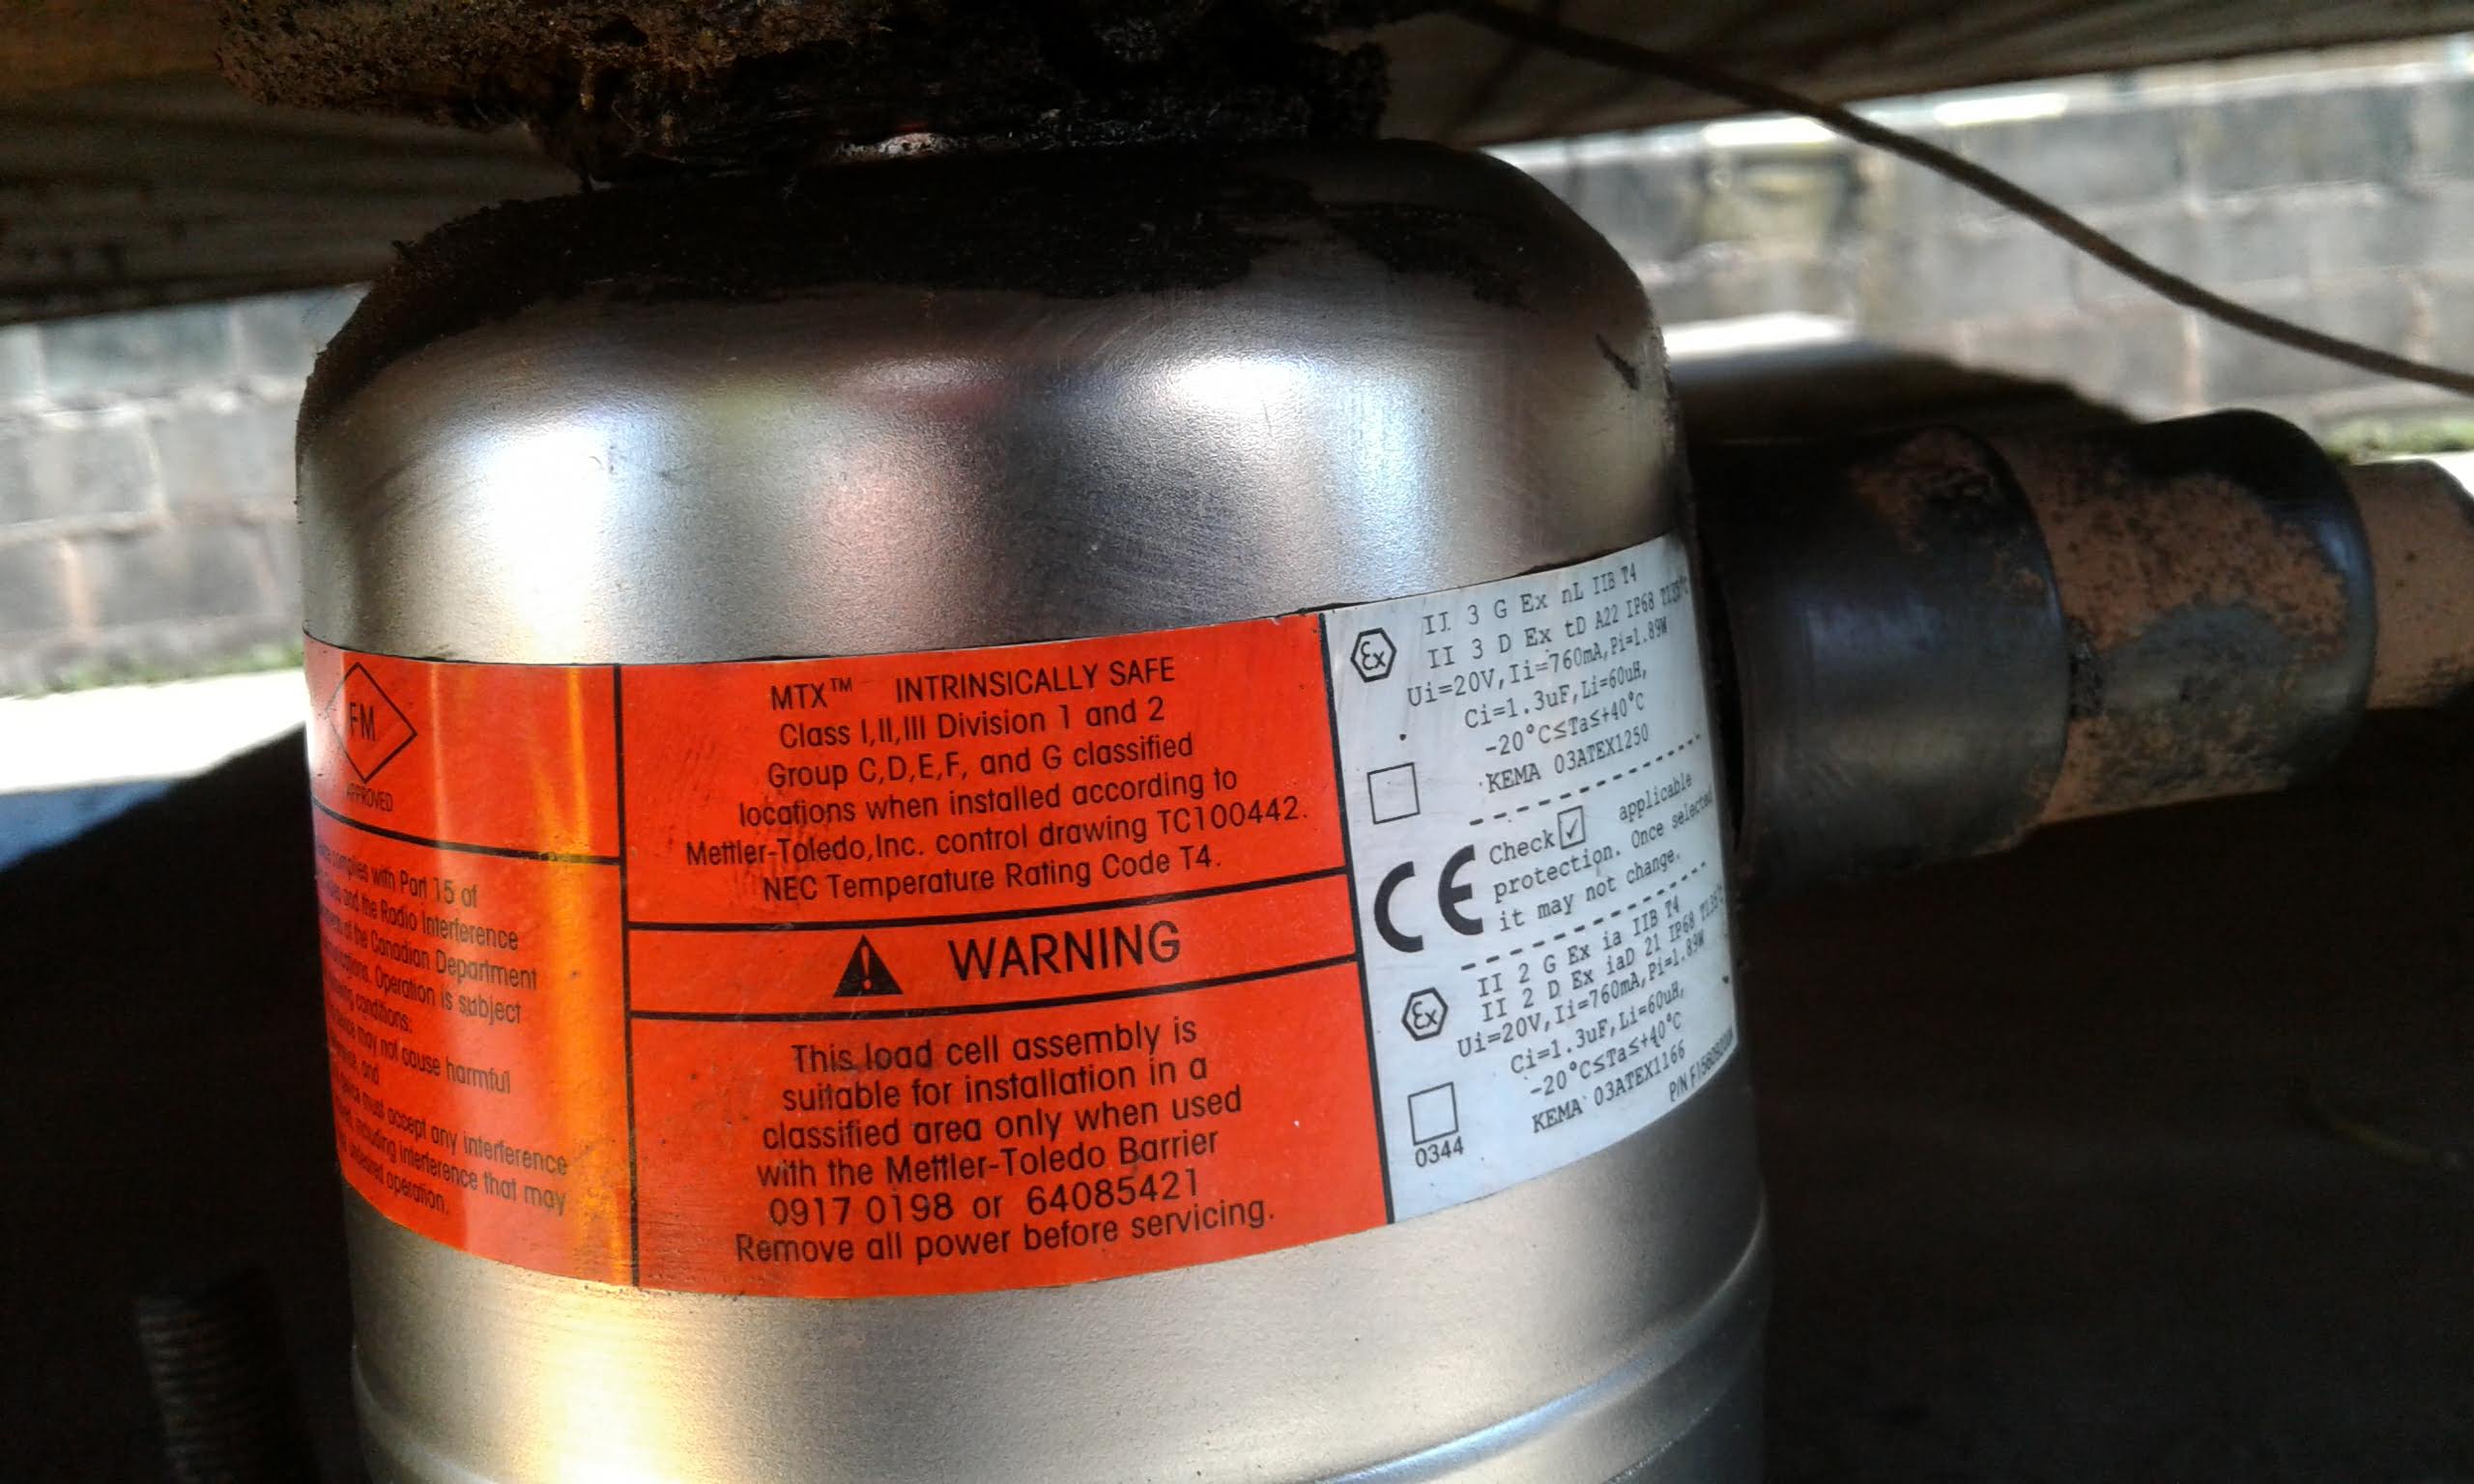 FM
APPROVED
complies with Part 15 of
and the Radio Interference
of the Canadian Department
Operation is subject
conditions:
may not cause harmful
and
must accept any interference
including interference that may
operation.
MTX™ INTRINSICALLY SAFE
Class I,II,III Division 1 and 2
Group C,D,E,F, and G classified
locations when installed according to
Mettler-Toledo,Inc. control drawing TC100442.
NEC Temperature Rating Code T4.
WARNING
This load cell assembly is
suitable for installation in a
classified area only when used
with the Mettler-Toledo Barrier
0917 0198 or 64085421
Remove all power before servicing.
Ex II 3 G Ex nL IIB T4
II 3 D Ex tD A22 IP68 T135°C
Ui=20V,Ii=760mA,Pi=1.89W
Ci=1.3uF,Li=60uH,
-20°C≤Ta≤+40°C
KEMA 03ATEX1250
CE Check ☑ applicable
protection. Once selected
it may not change.
Ex II 2 G Ex ia IIB T4
II 2 D Ex iaD 21 IP68 T135°C
Ui=20V,Ii=760mA,Pi=1.89W
Ci=1.3uF,Li=60uH,
-20°C≤Ta≤+40°C
KEMA 03ATEX1166
0344
P/N